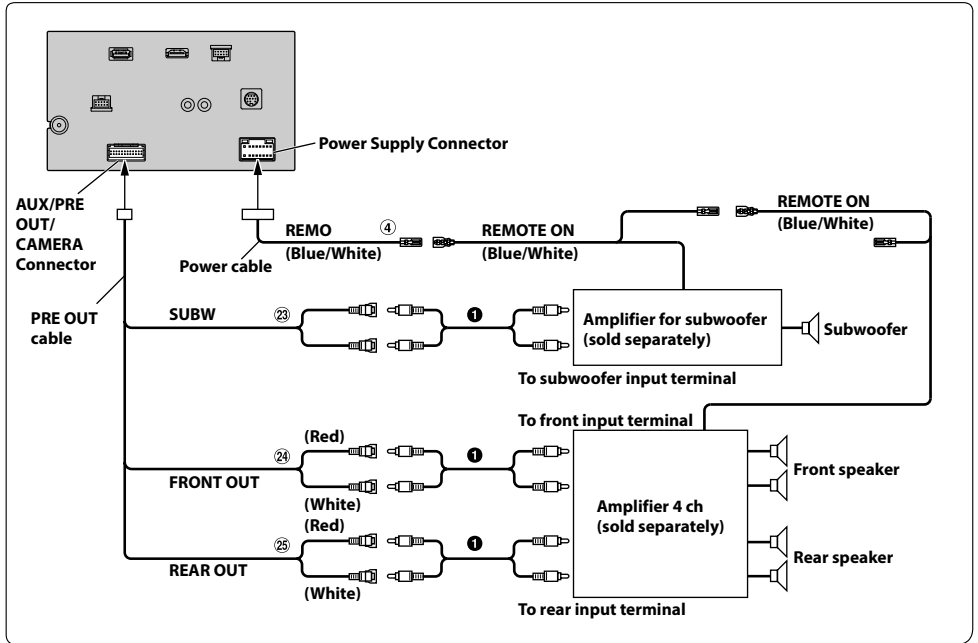 Power Supply Connector
AUX/PRE
OUT/
CAMERA
Connector
REMO
(Blue/White)
④
REMOTE ON
(Blue/White)
REMOTE ON
(Blue/White)
Power cable
PRE OUT
cable
SUBW
㉓
❶
Amplifier for subwoofer
(sold separately)
Subwoofer
To subwoofer input terminal
To front input terminal
(Red)
㉔
❶
FRONT OUT
(White)
Front speaker
Amplifier 4 ch
(sold separately)
(Red)
㉕
❶
REAR OUT
(White)
Rear speaker
To rear input terminal